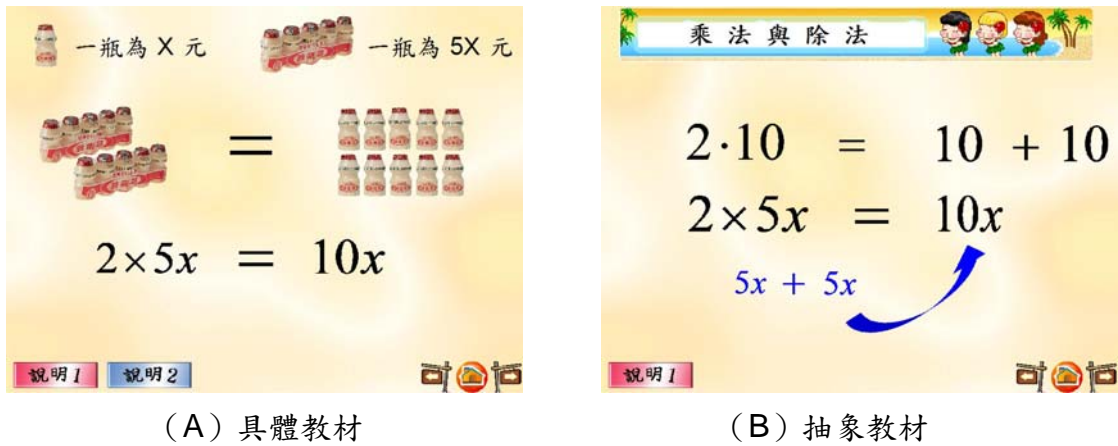 一瓶為 X 元
一瓶為 5X 元
=
2×5x = 10x
說明1
說明2
(A)具體教材
乘法與除法
2·10 = 10 + 10
2×5x = 10x
5x + 5x
說明1
(B)抽象教材